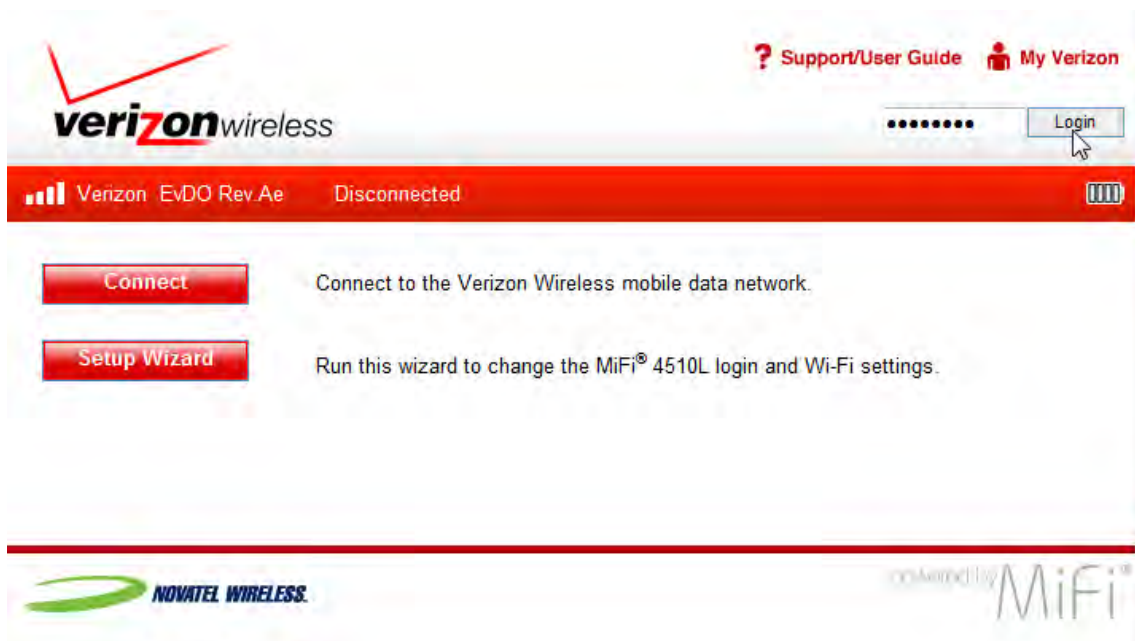 ? Support/User Guide
My Verizon
verizonwireless
•••••••• Login
Verizon EvDO Rev.Ae Disconnected
Connect Connect to the Verizon Wireless mobile data network.
Setup Wizard Run this wizard to change the MiFi® 4510L login and Wi-Fi settings.
NOVATEL WIRELESS.
powered by MiFi®